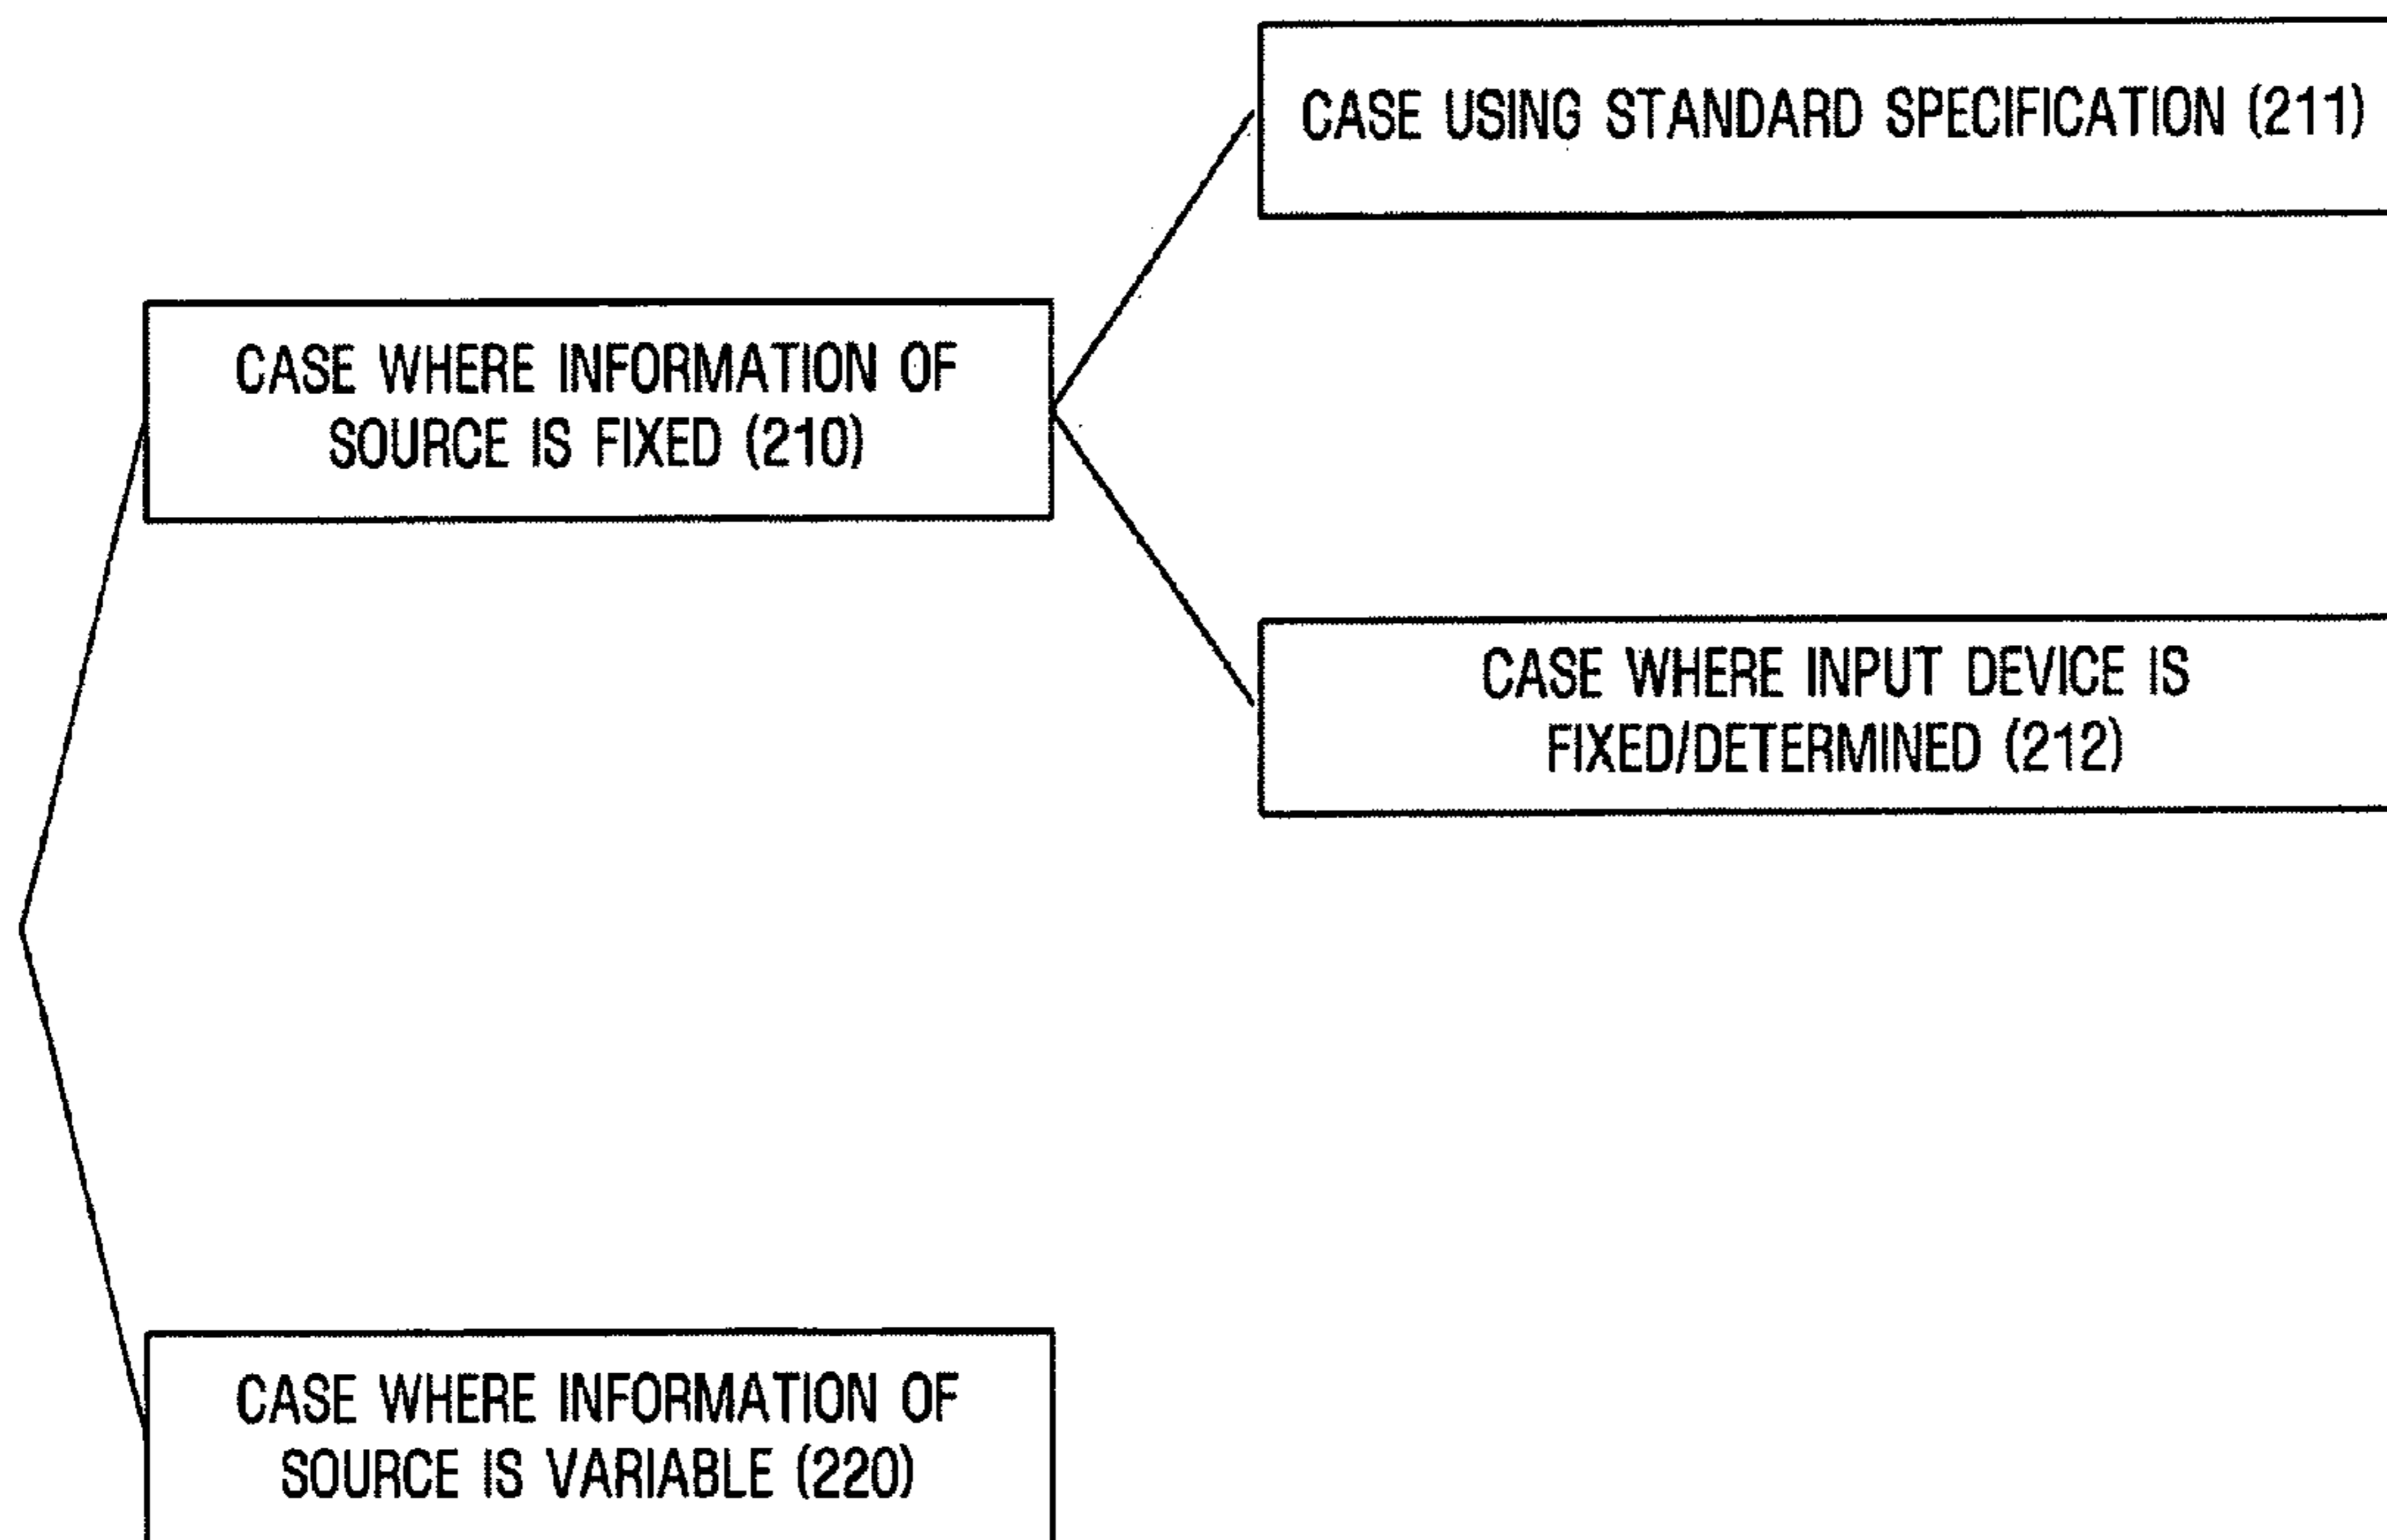 CASE USING STANDARD SPECIFICATION (211)
CASE WHERE INFORMATION OF
SOURCE IS FIXED (210)
CASE WHERE INPUT DEVICE IS
FIXED/DETERMINED (212)
CASE WHERE INFORMATION OF
SOURCE IS VARIABLE (220)